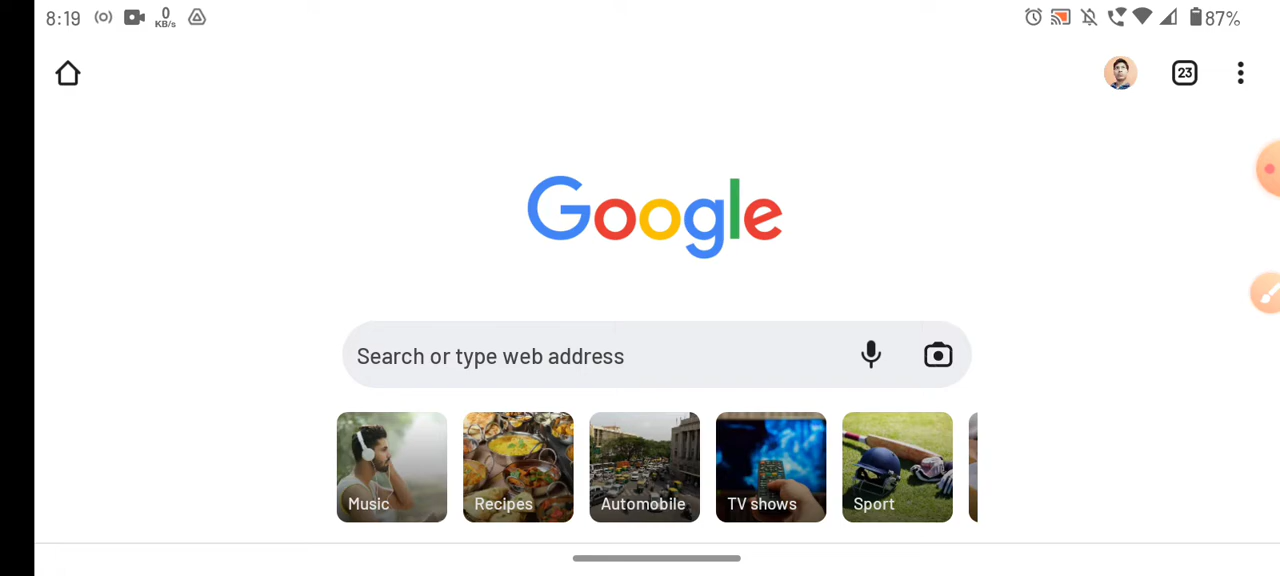 8:19 0 KB/s 87%
23
Google
Search or type web address
Music Recipes Automobile TV shows Sport